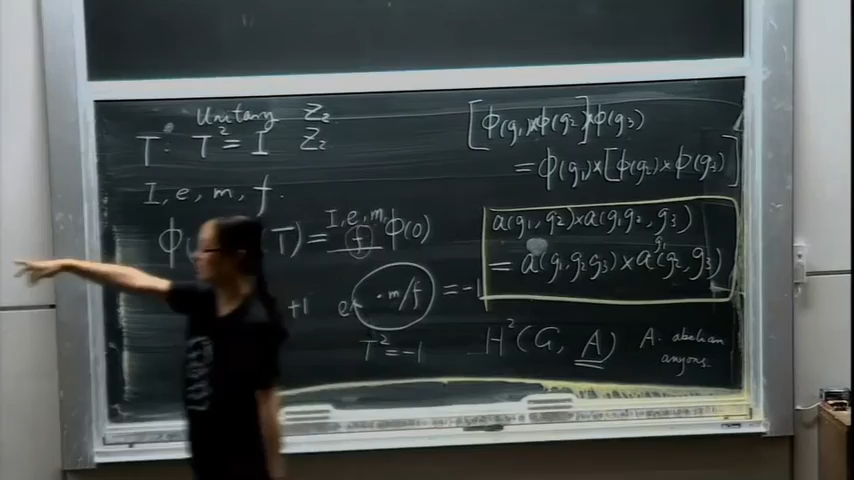 Unitary Z₂
T: T² = I Z₂
I, e, m, f.
ϕ( T) = I, e, m, f ϕ(0)
+1 e m/f = -1
T² = -1
[ϕ(g₁)×ϕ(g₂)]×ϕ(g₃)
= ϕ(g₁)×[ϕ(g₂)×ϕ(g₃)]
a(g₁, g₂)×a(g₁g₂, g₃)
= a(g₁, g₂g₃)×a^{g₁}(g₂, g₃)
H²(G, A) A. abelian
anyons.